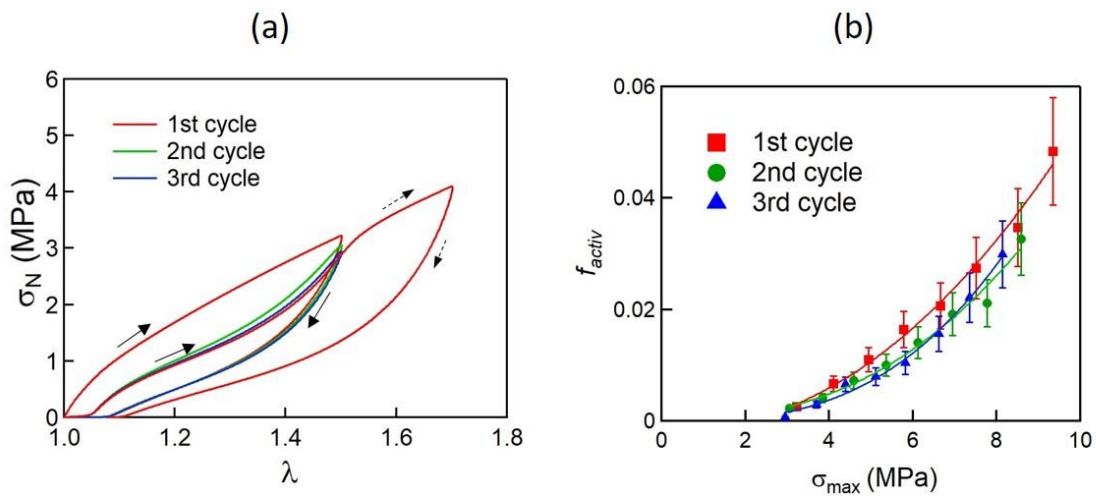 (a)
σN (MPa)
6
5
4
3
2
1
0
1st cycle
2nd cycle
3rd cycle
1.0
1.2
1.4
1.6
1.8
λ
(b)
factiv
0.06
0.04
0.02
0
1st cycle
2nd cycle
3rd cycle
0
2
4
6
8
10
σmax (MPa)